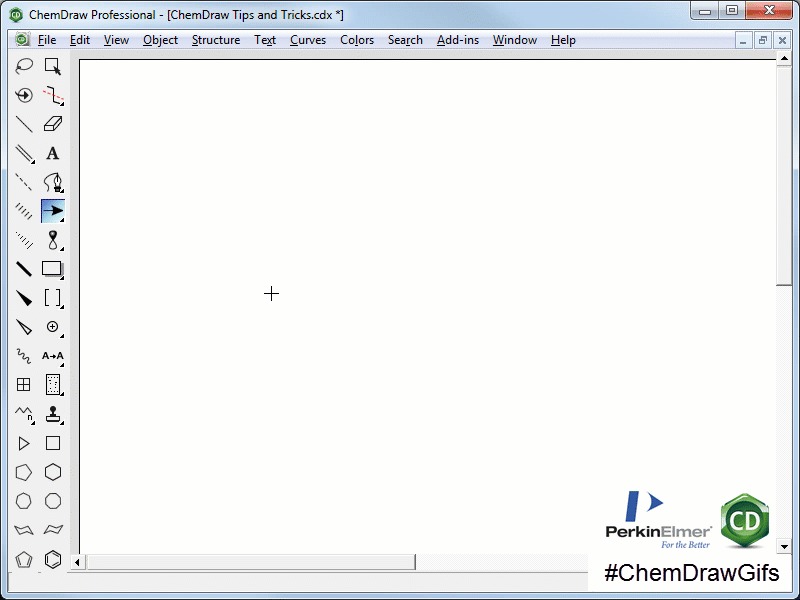 ChemDraw Professional - [ChemDraw Tips and Tricks.cdx *]
File Edit View Object Structure Text Curves Colors Search Add-ins Window Help
A
A→A
n
PerkinElmer
For the Better
CD
#ChemDrawGifs